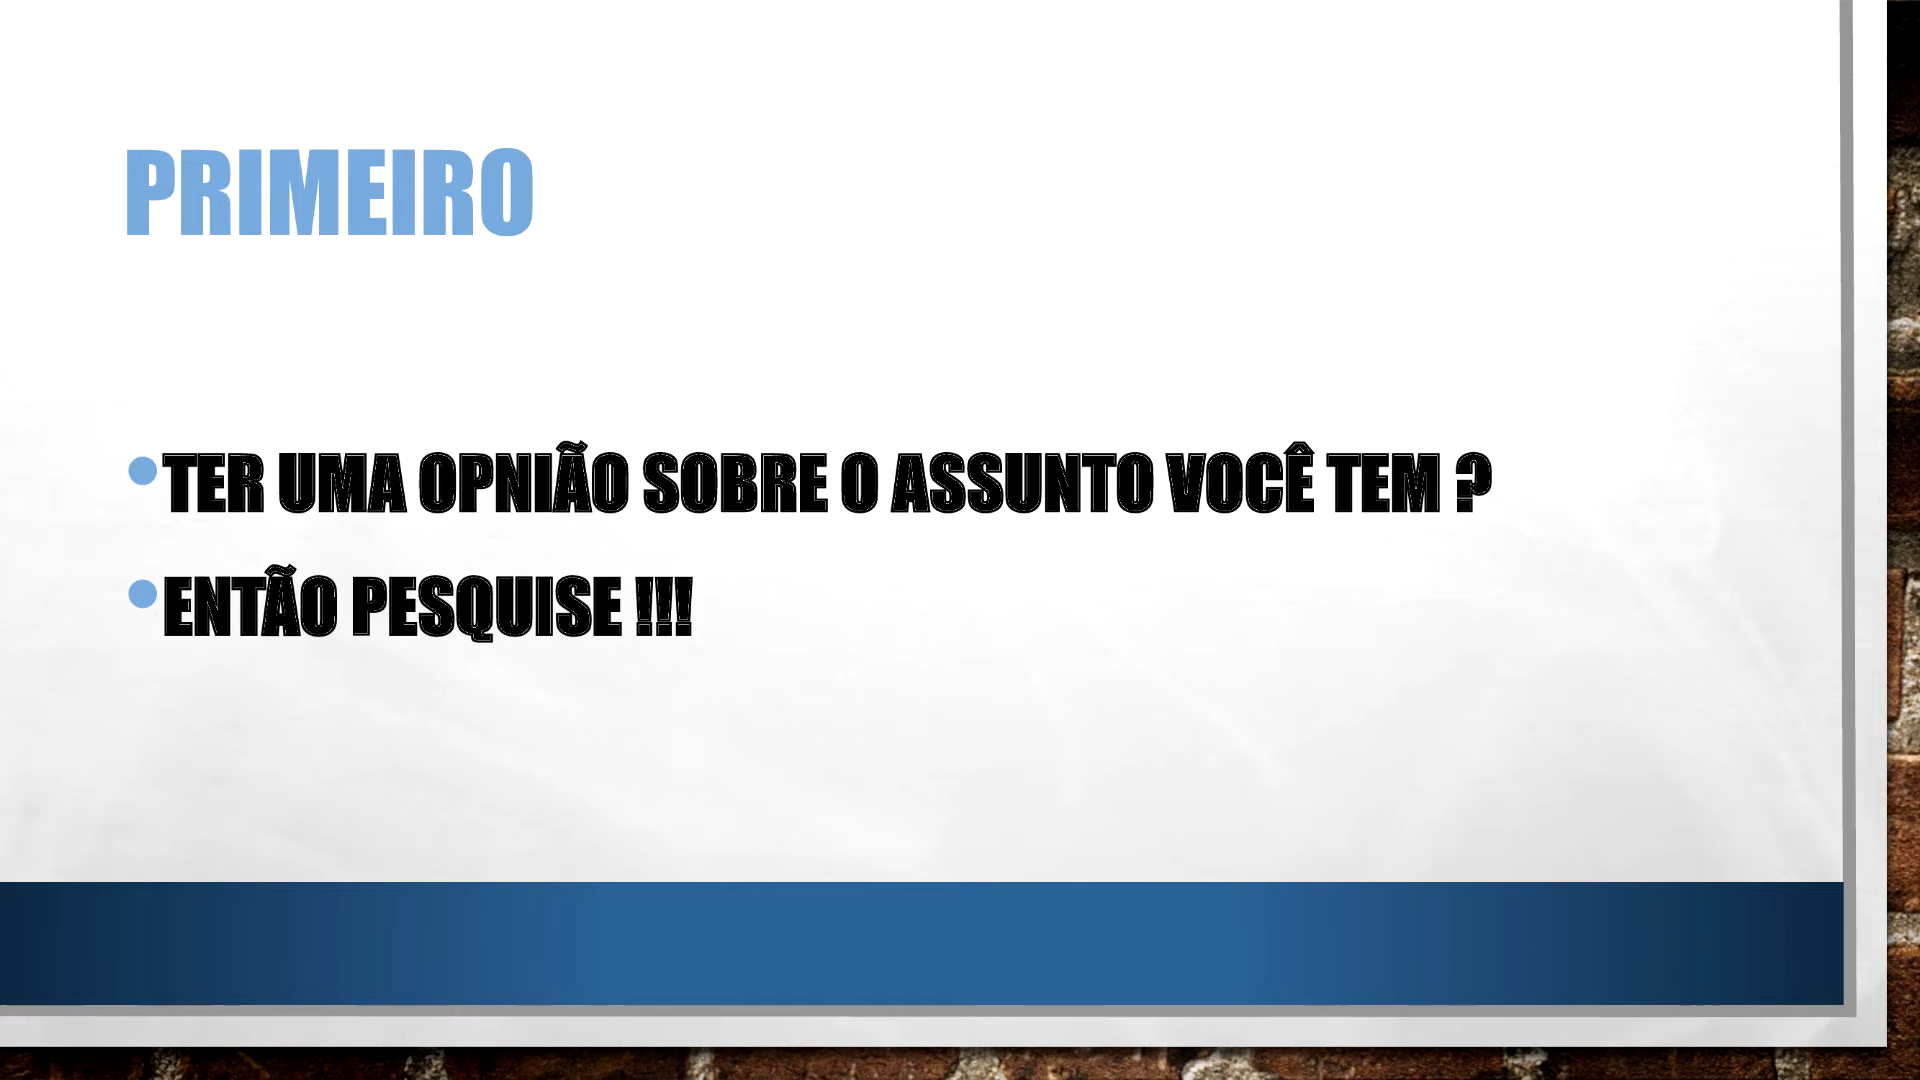 PRIMEIRO
•TER UMA OPNIÃO SOBRE O ASSUNTO VOCÊ TEM ?
•ENTÃO PESQUISE !!!